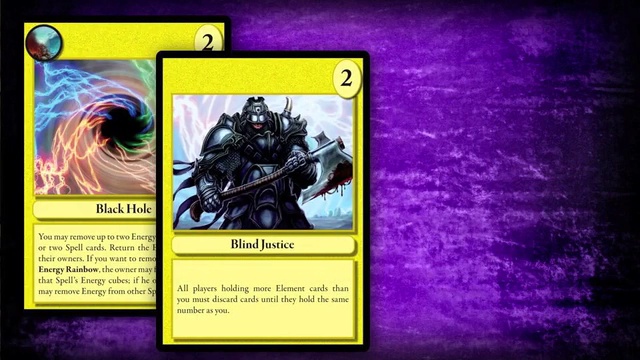 2
Black Hole
You may remove up to two Energy
or two Spell cards. Return the
their owners. If you want to
Energy Rainbow, the owner may
that Spell's Energy cubes; if he
may remove Energy from other
2
Blind Justice
All players holding more Element cards than
you must discard cards until they hold the same
number as you.